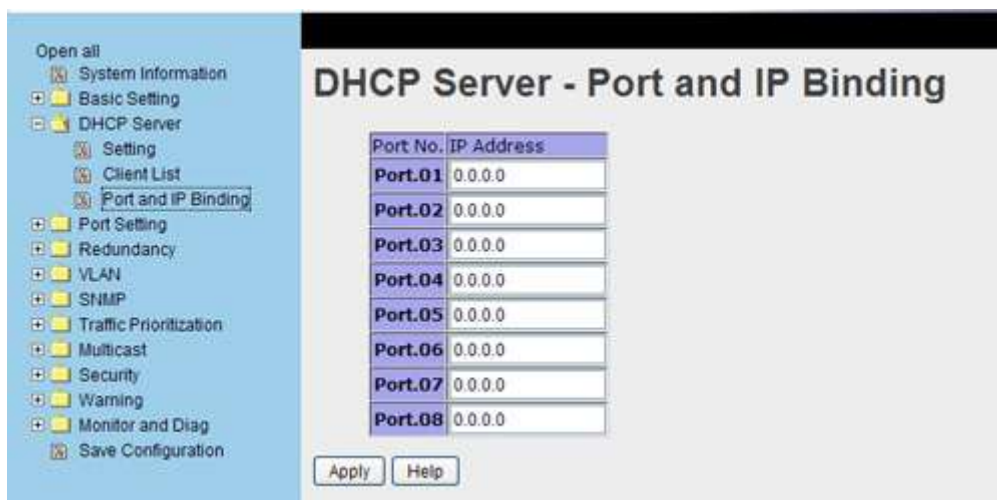 Open all
System Information
Basic Setting
DHCP Server
Setting
Client List
Port and IP Binding
Port Setting
Redundancy
VLAN
SNMP
Traffic Prioritization
Multicast
Security
Warning
Monitor and Diag
Save Configuration
DHCP Server - Port and IP Binding
Port No. IP Address
Port.01 0.0.0.0
Port.02 0.0.0.0
Port.03 0.0.0.0
Port.04 0.0.0.0
Port.05 0.0.0.0
Port.06 0.0.0.0
Port.07 0.0.0.0
Port.08 0.0.0.0
Apply Help